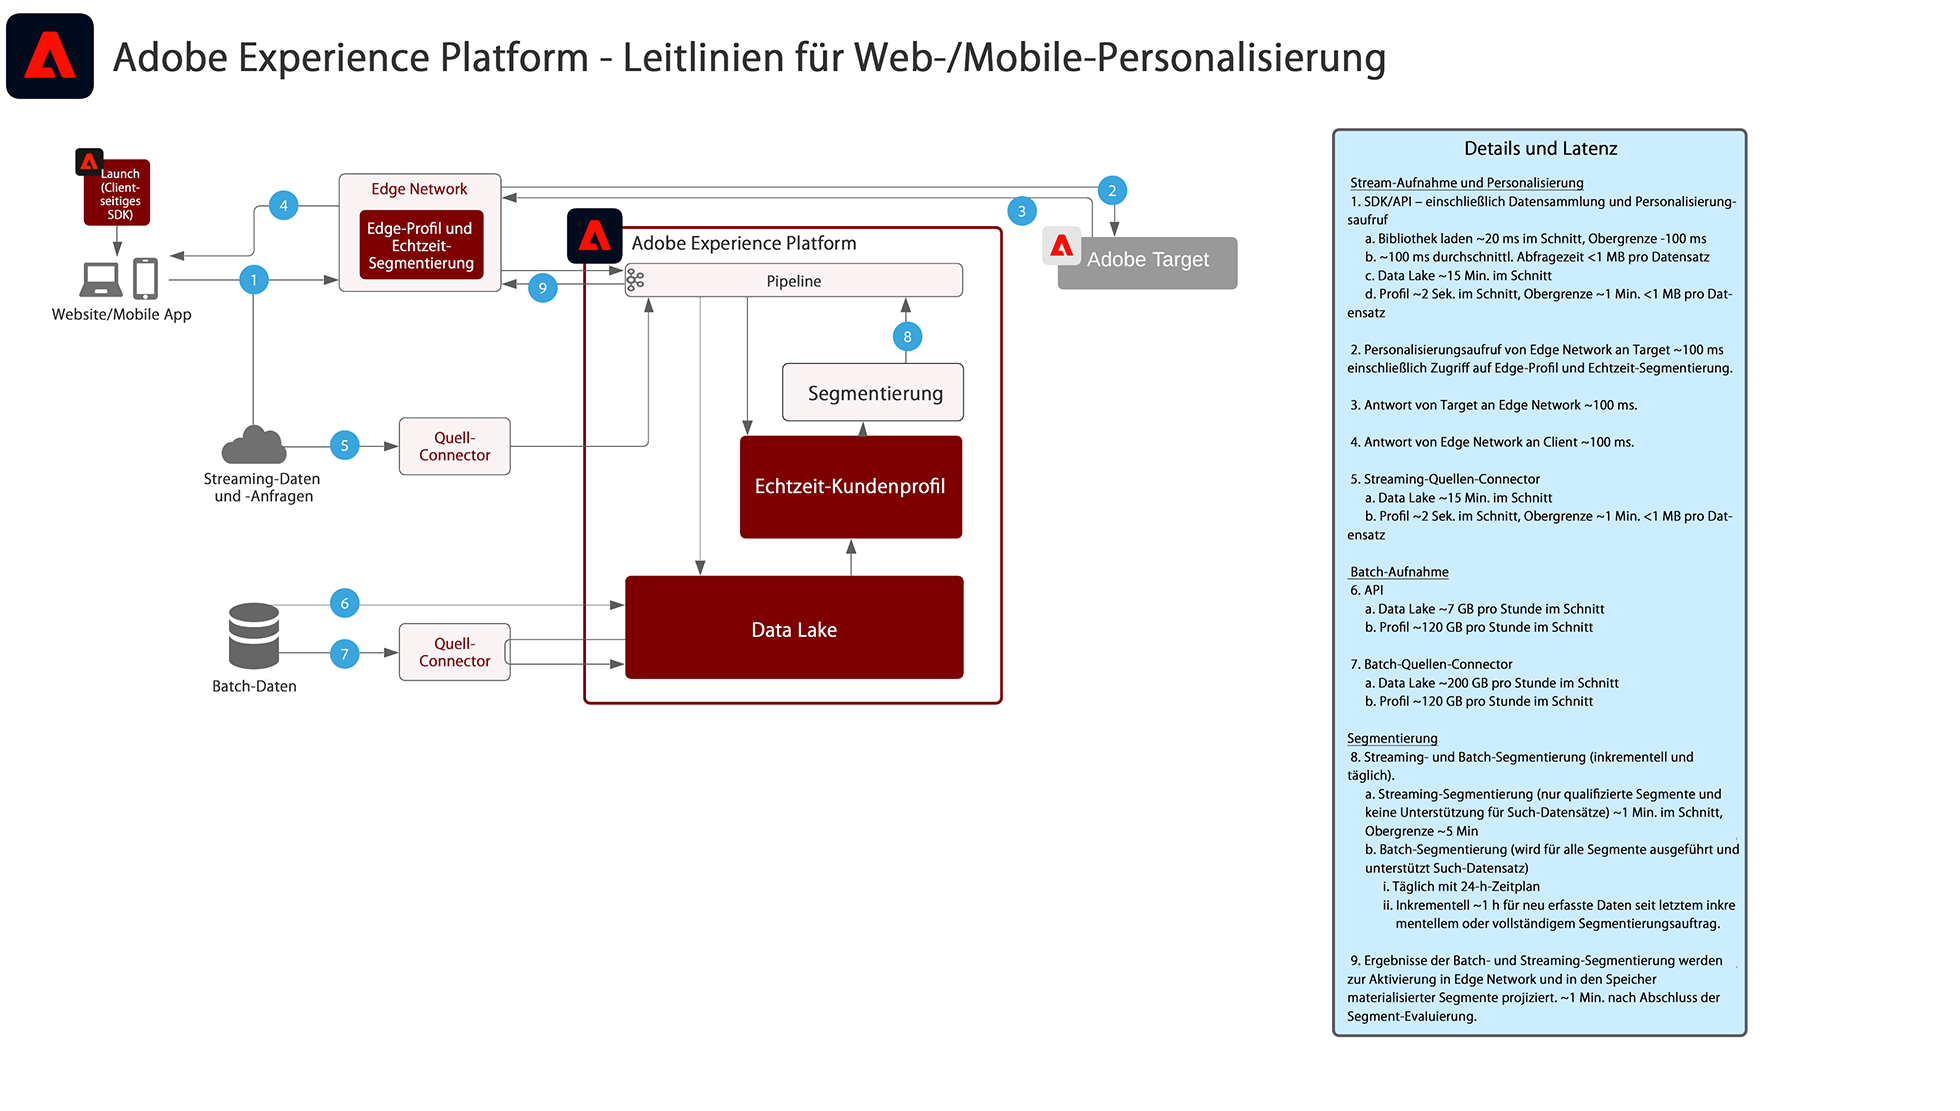 Adobe Experience Platform - Leitlinien für Web-/Mobile-Personalisierung
Launch
(Client-
seitiges
SDK)
Website/Mobile App
4
1
Edge Network
Edge-Profil und
Echtzeit-
Segmentierung
2
3
Adobe Target
9
Adobe Experience Platform
Pipeline
8
Segmentierung
Echtzeit-Kundenprofil
Data Lake
Streaming-Daten
und -Anfragen
5
Quell-
Connector
6
7
Quell-
Connector
Batch-Daten
Details und Latenz
Stream-Aufnahme und Personalisierung
1. SDK/API – einschließlich Datensammlung und Personalisierung-
saufruf
a. Bibliothek laden ~20 ms im Schnitt, Obergrenze -100 ms
b. ~100 ms durchschnittl. Abfragezeit <1 MB pro Datensatz
c. Data Lake ~15 Min. im Schnitt
d. Profil ~2 Sek. im Schnitt, Obergrenze ~1 Min. <1 MB pro Dat-
ensatz
2. Personalisierungsaufruf von Edge Network an Target ~100 ms
einschließlich Zugriff auf Edge-Profil und Echtzeit-Segmentierung.
3. Antwort von Target an Edge Network ~100 ms.
4. Antwort von Edge Network an Client ~100 ms.
5. Streaming-Quellen-Connector
a. Data Lake ~15 Min. im Schnitt
b. Profil ~2 Sek. im Schnitt, Obergrenze ~1 Min. <1 MB pro Dat-
ensatz
Batch-Aufnahme
6. API
a. Data Lake ~7 GB pro Stunde im Schnitt
b. Profil ~120 GB pro Stunde im Schnitt
7. Batch-Quellen-Connector
a. Data Lake ~200 GB pro Stunde im Schnitt
b. Profil ~120 GB pro Stunde im Schnitt
Segmentierung
8. Streaming- und Batch-Segmentierung (inkrementell und
täglich).
a. Streaming-Segmentierung (nur qualifizierte Segmente und
keine Unterstützung für Such-Datensätze) ~1 Min. im Schnitt,
Obergrenze ~5 Min
b. Batch-Segmentierung (wird für alle Segmente ausgeführt und
unterstützt Such-Datensatz)
i. Täglich mit 24-h-Zeitplan
ii. Inkrementell ~1 h für neu erfasste Daten seit letztem inkre
mentellem oder vollständigem Segmentierungsauftrag.
9. Ergebnisse der Batch- und Streaming-Segmentierung werden
zur Aktivierung in Edge Network und in den Speicher
materialisierter Segmente projiziert. ~1 Min. nach Abschluss der
Segment-Evaluierung.